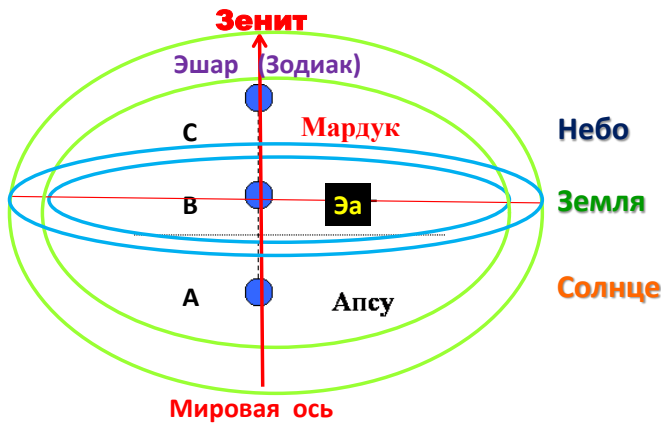 Зенит
Эшар (Зодиак)
С Мардук Небо
В Эа Земля
А Апсу Солнце
Мировая ось